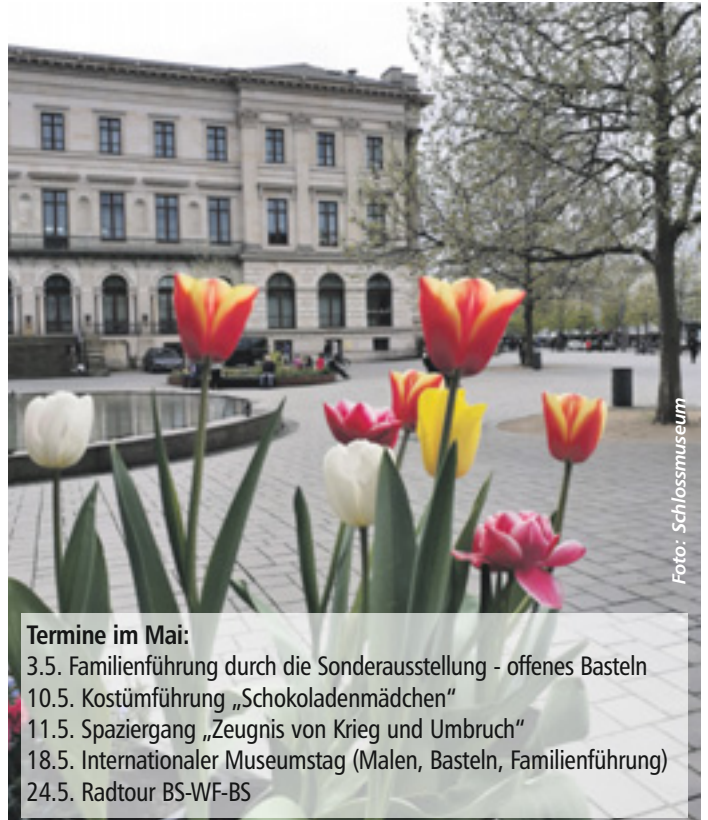 Foto: Schlossmuseum
Termine im Mai:
3.5. Familienführung durch die Sonderausstellung - offenes Basteln
10.5. Kostümführung „Schokoladenmädchen“
11.5. Spaziergang „Zeugnis von Krieg und Umbruch“
18.5. Internationaler Museumstag (Malen, Basteln, Familienführung)
24.5. Radtour BS-WF-BS